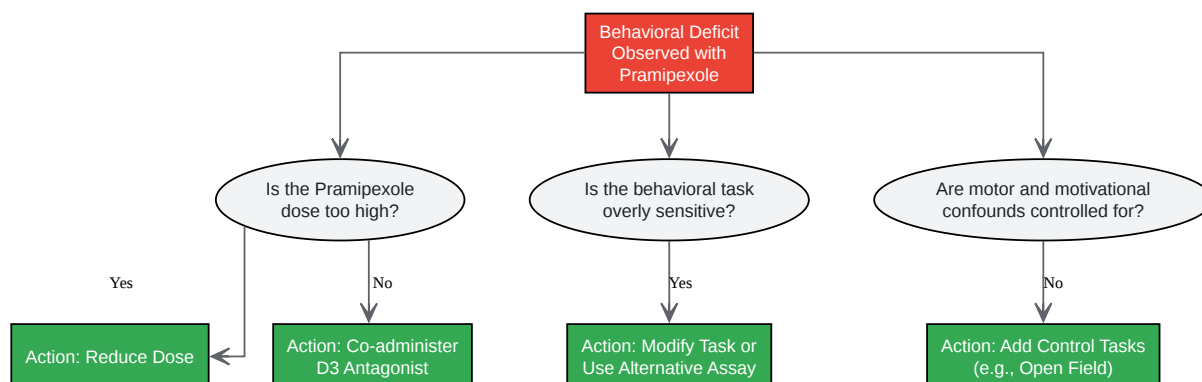 Behavioral Deficit
Observed with
Pramipexole
Is the Pramipexole
dose too high?
Is the behavioral task
overly sensitive?
Are motor and motivational
confounds controlled for?
Yes
No
Yes
No
Action: Reduce Dose
Action: Co-administer
D3 Antagonist
Action: Modify Task or
Use Alternative Assay
Action: Add Control Tasks
(e.g., Open Field)